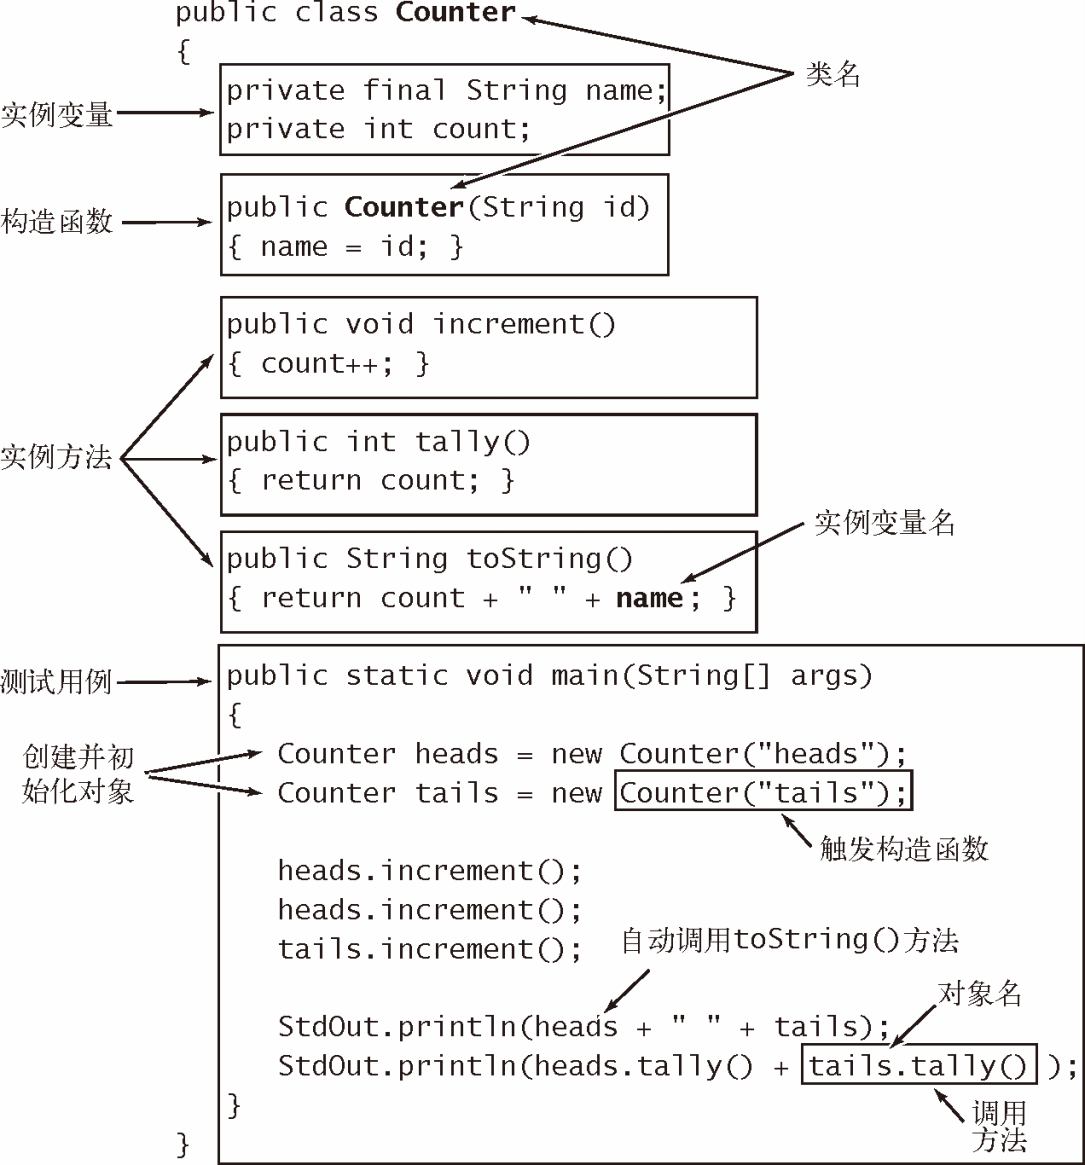 public class Counter
{
类名
实例变量
private final String name;
private int count;
构造函数
public Counter(String id)
{ name = id; }
public void increment()
{ count++; }
实例方法
public int tally()
{ return count; }
实例变量名
public String toString()
{ return count + " " + name; }
测试用例
public static void main(String[] args)
{
创建并初
始化对象
Counter heads = new Counter("heads");
Counter tails = new Counter("tails");
触发构造函数
heads.increment();
heads.increment();
tails.increment();
自动调用toString()方法
对象名
StdOut.println(heads + " " + tails);
StdOut.println(heads.tally() + tails.tally() );
调用
方法
}
}